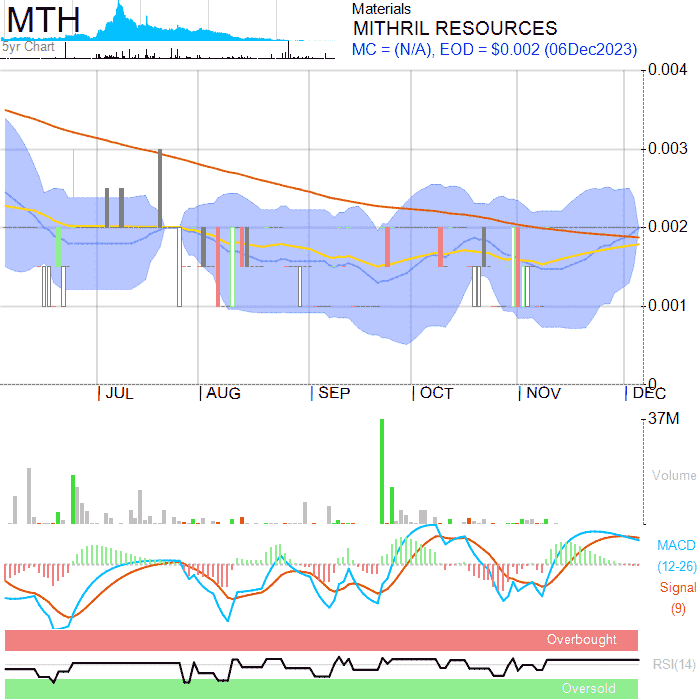 MTH
5yr Chart
Materials
MITHRIL RESOURCES
MC = (N/A), EOD = $0.002 (06Dec2023)
0.004
0.003
0.002
0.001
0
JUL
AUG
SEP
OCT
NOV
DEC
37M
Volume
MACD
(12-26)
Signal
(9)
Overbought
RSI(14)
Oversold